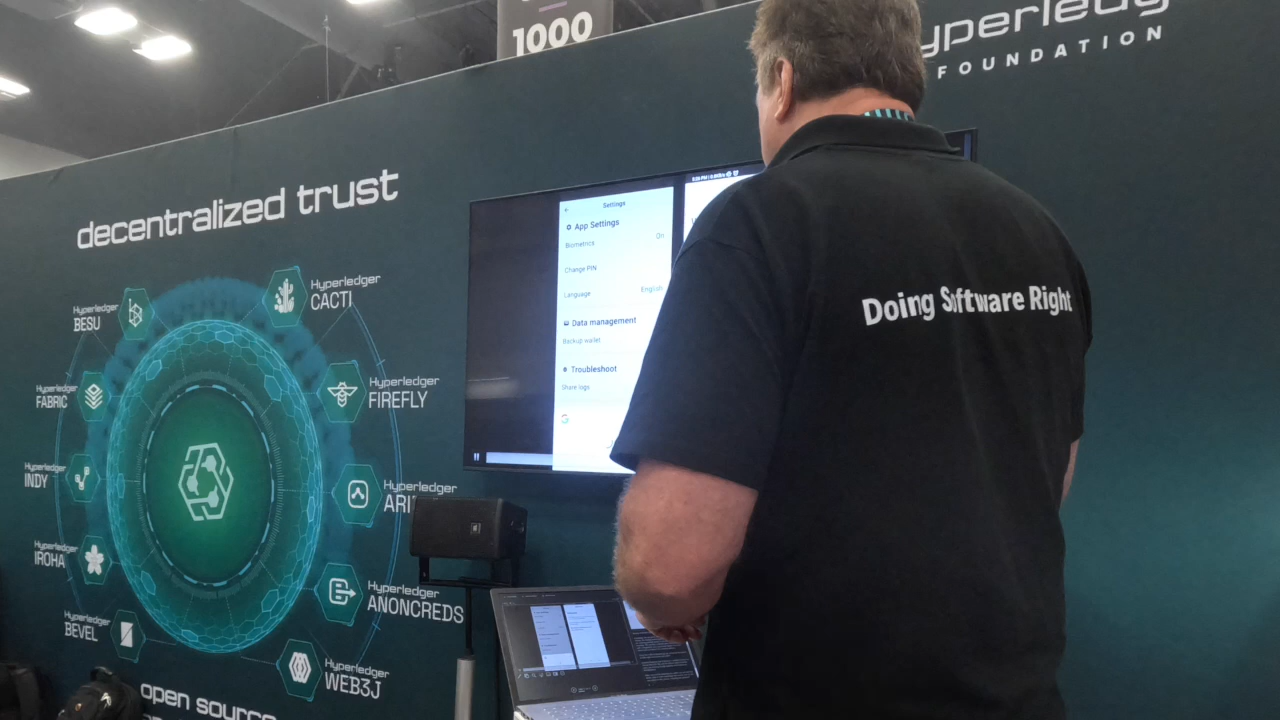 1000
yperledg
FOUNDATION
decentralized trust
Hyperledger
BESU
Hyperledger
CACTI
Hyperledger
FABRIC
Hyperledger
FIREFLY
Hyperledger
INDY
Hyperledger
ARI
Hyperledger
IROHA
Hyperledger
ANONCREDS
Hyperledger
BEVEL
Hyperledger
WEB3J
open source
Settings
App Settings
Biometrics On
Change PIN
Language English
Data management
Backup wallet
Troubleshoot
Share logs
Doing Software Right